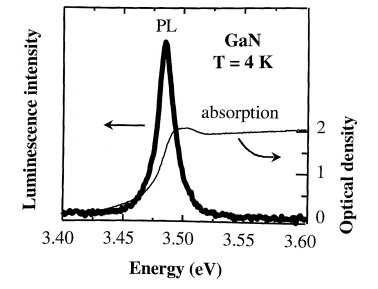 PL
GaN
T = 4 K
absorption
Luminescence intensity
Optical density
2
1
0
3.40 3.45 3.50 3.55 3.60
Energy (eV)